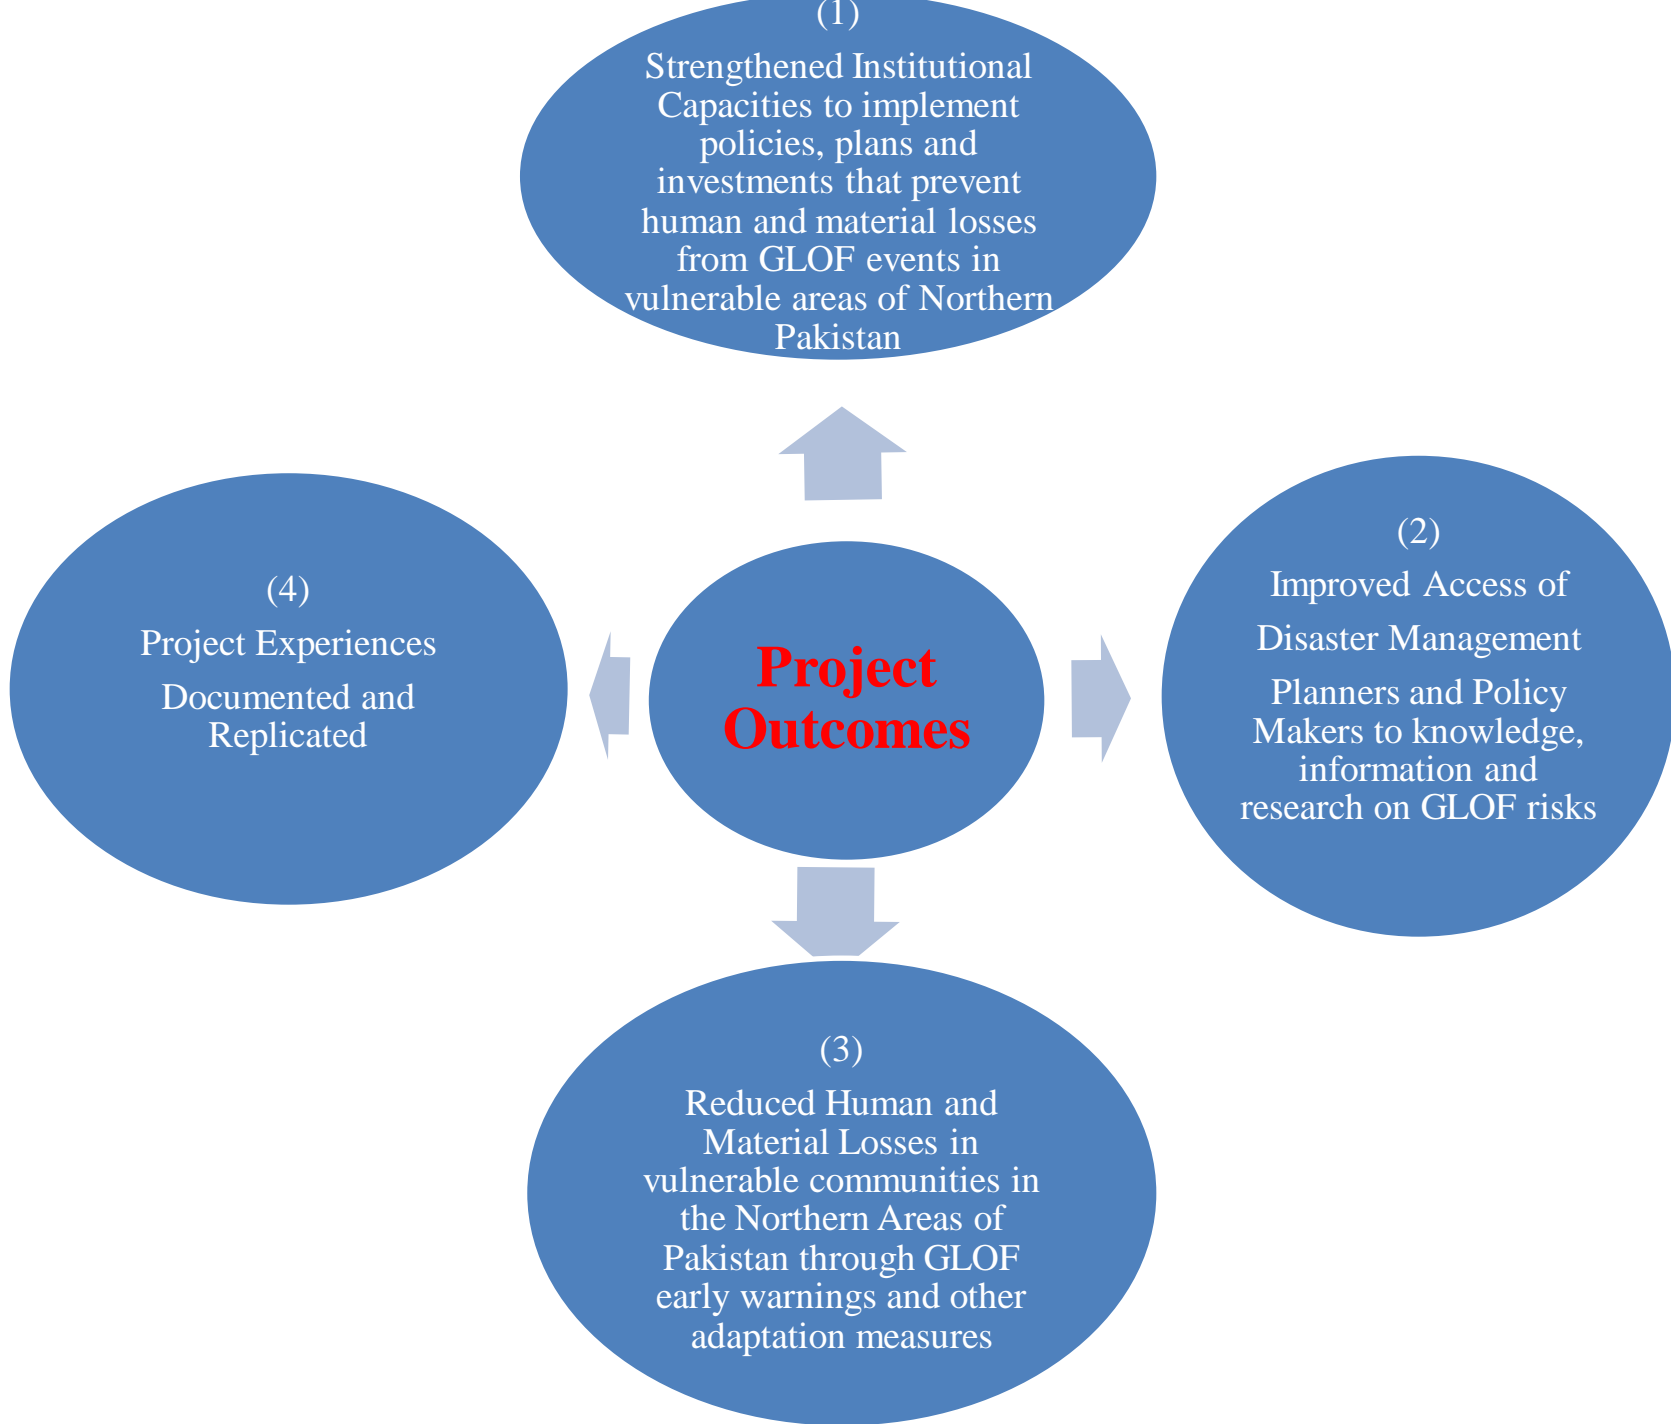 (1)
Strengthened Institutional
Capacities to implement
policies, plans and
investments that prevent
human and material losses
from GLOF events in
vulnerable areas of Northern
Pakistan
(4)
Project Experiences
Documented and
Replicated
Project
Outcomes
(2)
Improved Access of
Disaster Management
Planners and Policy
Makers to knowledge,
information and
research on GLOF risks
(3)
Reduced Human and
Material Losses in
vulnerable communities in
the Northern Areas of
Pakistan through GLOF
early warnings and other
adaptation measures